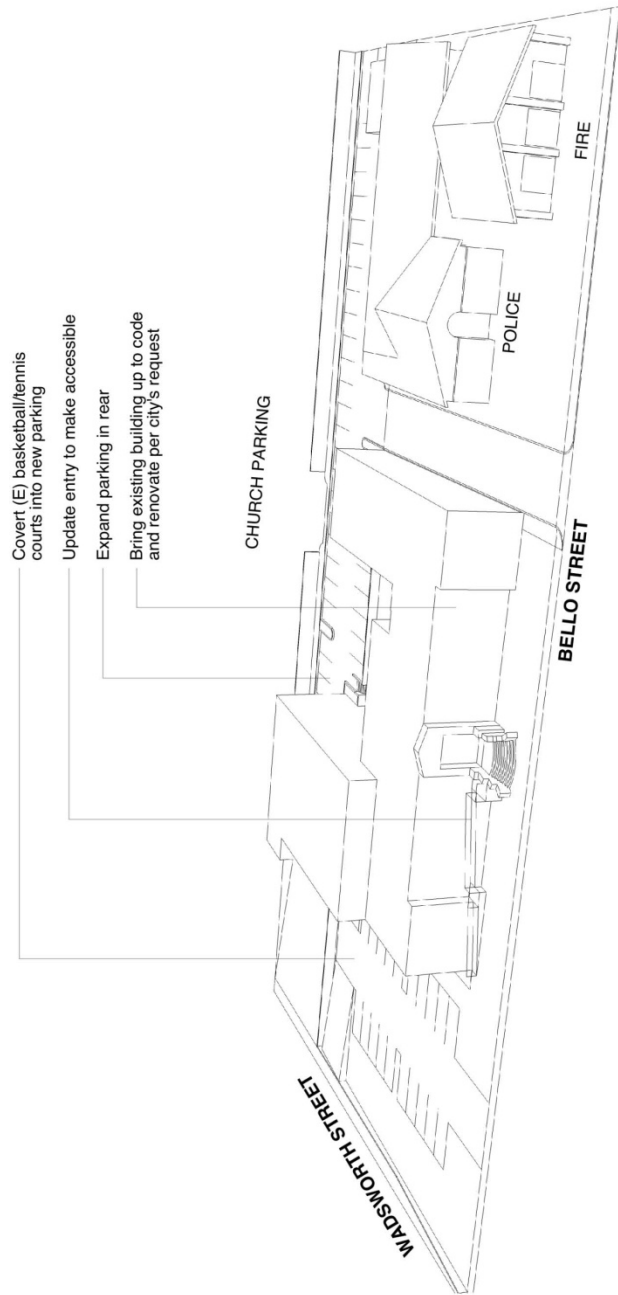 Covert (E) basketball/tennis
courts into new parking
Update entry to make accessible
Expand parking in rear
Bring existing building up to code
and renovate per city's request
CHURCH PARKING
WADSWORTH STREET
BELLO STREET
POLICE
FIRE